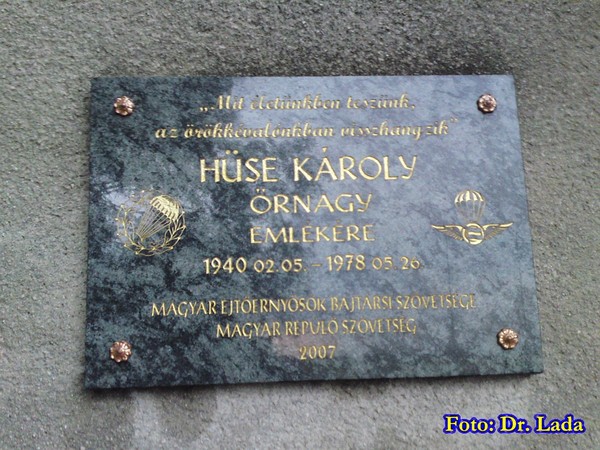 „Mit életünkben teszünk,
az örökkévalónkban visszhangzik"
HÜSE KÁROLY
ŐRNAGY
EMLÉKÉRE
1940 02.05. - 1978 05.26.
MAGYAR EJTŐERNYŐSÖK BAJTÁRSI SZÖVETSÉGE
MAGYAR REPÜLŐ SZÖVETSÉG
2007
Foto: Dr. Lada